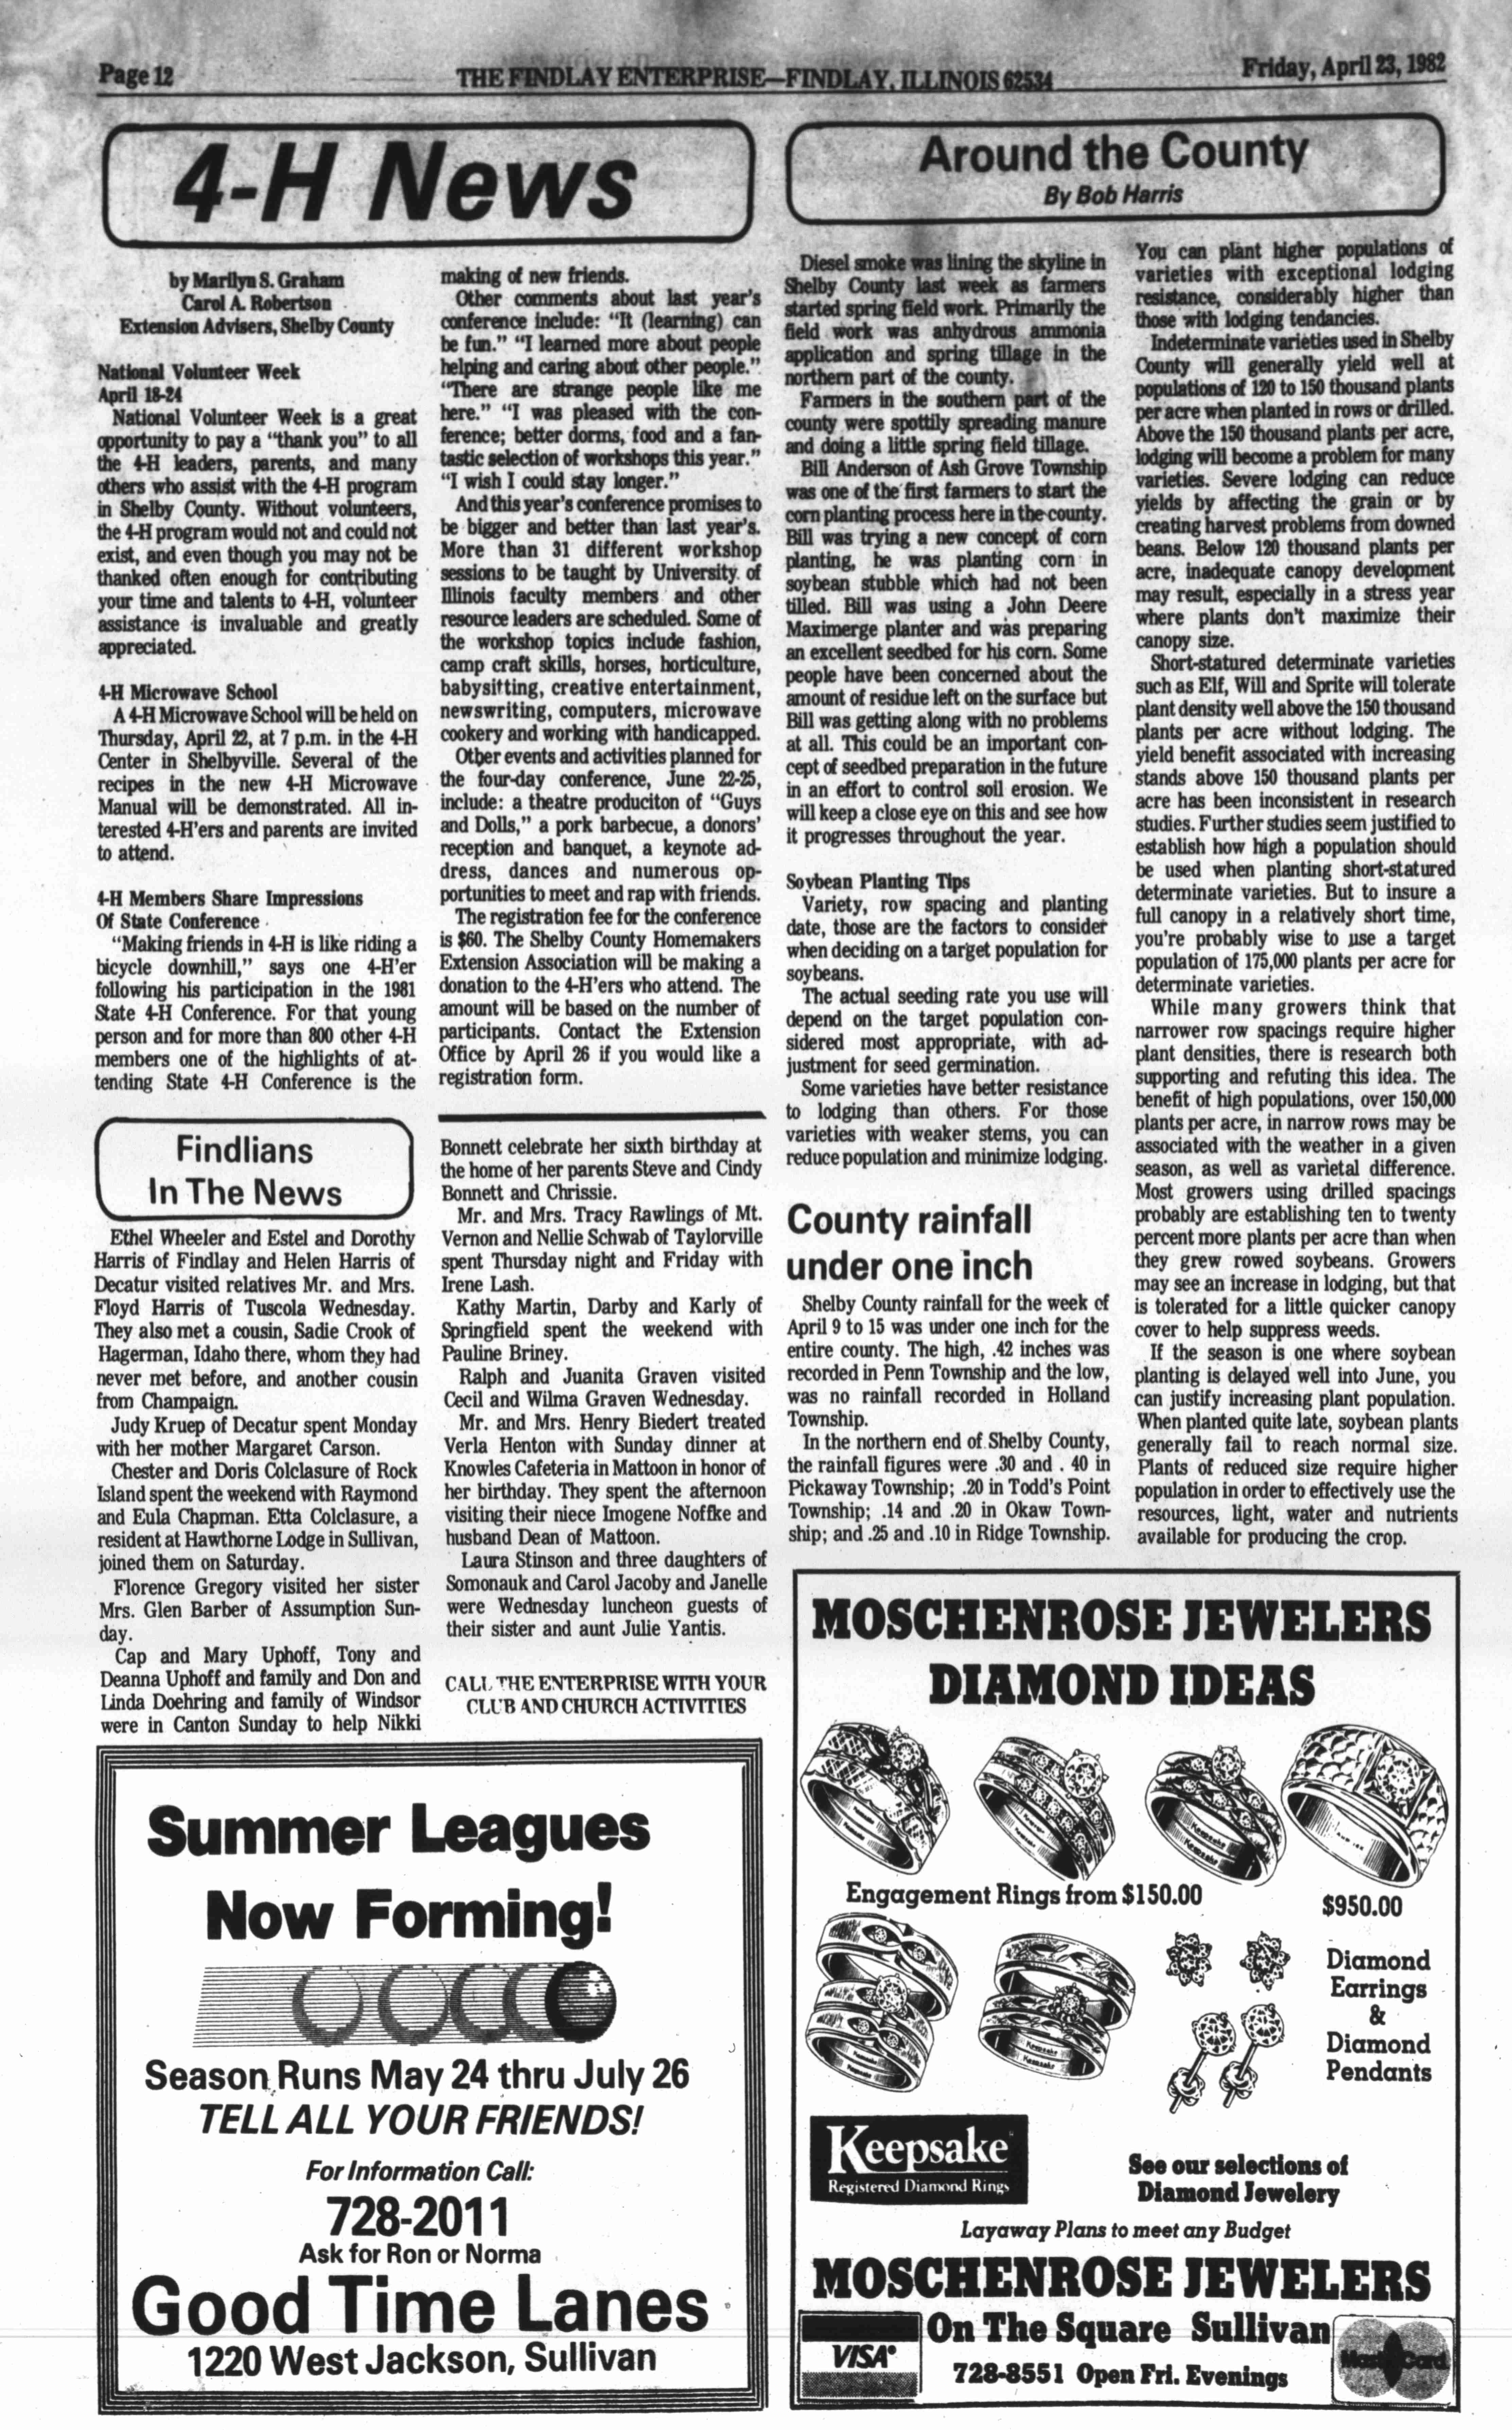 Page 12
THE FINDLAY ENTERPRISE—FINDLAY, ILLINOIS 62534
Friday, April 23, 1982
4-H News
by Marilyn S. Graham
Carol A. Robertson
Extension Advisers, Shelby County
National Volunteer Week
April 18-24
National Volunteer Week is a great
opportunity to pay a "thank you" to all
the 4-H leaders, parents, and many
others who assist with the 4-H program
in Shelby County. Without volunteers,
the 4-H program would not and could not
exist, and even though you may not be
thanked often enough for contributing
your time and talents to 4-H, volunteer
assistance is invaluable and greatly
appreciated.
4-H Microwave School
A 4-H Microwave School will be held on
Thursday, April 22, at 7 p.m. in the 4-H
Center in Shelbyville. Several of the
recipes in the new 4-H Microwave
Manual will be demonstrated. All in-
terested 4-H'ers and parents are invited
to attend.
4-H Members Share Impressions
Of State Conference
"Making friends in 4-H is like riding a
bicycle downhill," says one 4-H'er
following his participation in the 1981
State 4-H Conference. For that young
person and for more than 800 other 4-H
members one of the highlights of at-
tending State 4-H Conference is the
making of new friends.
Other comments about last year's
conference include: "It (learning) can
be fun." "I learned more about people
helping and caring about other people."
"There are strange people like me
here." "I was pleased with the con-
ference; better dorms, food and a fan-
tastic selection of workshops this year."
"I wish I could stay longer."
And this year's conference promises to
be bigger and better than last year's.
More than 31 different workshop
sessions to be taught by University of
Illinois faculty members and other
resource leaders are scheduled. Some of
the workshop topics include fashion,
camp craft skills, horses, horticulture,
babysitting, creative entertainment,
newswriting, computers, microwave
cookery and working with handicapped.
Other events and activities planned for
the four-day conference, June 22-25,
include: a theatre produciton of "Guys
and Dolls," a pork barbecue, a donors'
reception and banquet, a keynote ad-
dress, dances and numerous op-
portunities to meet and rap with friends.
The registration fee for the conference
is $60. The Shelby County Homemakers
Extension Association will be making a
donation to the 4-H'ers who attend. The
amount will be based on the number of
participants. Contact the Extension
Office by April 26 if you would like a
registration form.
Findlians
In The News
Ethel Wheeler and Estel and Dorothy
Harris of Findlay and Helen Harris of
Decatur visited relatives Mr. and Mrs.
Floyd Harris of Tuscola Wednesday.
They also met a cousin, Sadie Crook of
Hagerman, Idaho there, whom they had
never met before, and another cousin
from Champaign.
Judy Kruep of Decatur spent Monday
with her mother Margaret Carson.
Chester and Doris Colclasure of Rock
Island spent the weekend with Raymond
and Eula Chapman. Etta Colclasure, a
resident at Hawthorne Lodge in Sullivan,
joined them on Saturday.
Florence Gregory visited her sister
Mrs. Glen Barber of Assumption Sun-
day.
Cap and Mary Uphoff, Tony and
Deanna Uphoff and family and Don and
Linda Doehring and family of Windsor
were in Canton Sunday to help Nikki
Bonnett celebrate her sixth birthday at
the home of her parents Steve and Cindy
Bonnett and Chrissie.
Mr. and Mrs. Tracy Rawlings of Mt.
Vernon and Nellie Schwab of Taylorville
spent Thursday night and Friday with
Irene Lash.
Kathy Martin, Darby and Karly of
Springfield spent the weekend with
Pauline Briney.
Ralph and Juanita Graven visited
Cecil and Wilma Graven Wednesday.
Mr. and Mrs. Henry Biedert treated
Verla Henton with Sunday dinner at
Knowles Cafeteria in Mattoon in honor of
her birthday. They spent the afternoon
visiting their niece Imogene Noffke and
husband Dean of Mattoon.
Laura Stinson and three daughters of
Somonauk and Carol Jacoby and Janelle
were Wednesday luncheon guests of
their sister and aunt Julie Yantis.
CALL THE ENTERPRISE WITH YOUR
CLUB AND CHURCH ACTIVITIES
Around the County
By Bob Harris
Diesel smoke was lining the skyline in
Shelby County last week as farmers
started spring field work. Primarily the
field work was anhydrous ammonia
application and spring tillage in the
northern part of the county.
Farmers in the southern part of the
county were spottily spreading manure
and doing a little spring field tillage.
Bill Anderson of Ash Grove Township
was one of the first farmers to start the
corn planting process here in the county.
Bill was trying a new concept of corn
planting, he was planting corn in
soybean stubble which had not been
tilled. Bill was using a John Deere
Maximerge planter and was preparing
an excellent seedbed for his corn. Some
people have been concerned about the
amount of residue left on the surface but
Bill was getting along with no problems
at all. This could be an important con-
cept of seedbed preparation in the future
in an effort to control soil erosion. We
will keep a close eye on this and see how
it progresses throughout the year.
Soybean Planting Tips
Variety, row spacing and planting
date, those are the factors to consider
when deciding on a target population for
soybeans.
The actual seeding rate you use will
depend on the target population con-
sidered most appropriate, with ad-
justment for seed germination.
Some varieties have better resistance
to lodging than others. For those
varieties with weaker stems, you can
reduce population and minimize lodging.
You can plant higher populations of
varieties with exceptional lodging
resistance, considerably higher than
those with lodging tendancies.
Indeterminate varieties used in Shelby
County will generally yield well at
populations of 120 to 150 thousand plants
per acre when planted in rows or drilled.
Above the 150 thousand plants per acre,
lodging will become a problem for many
varieties. Severe lodging can reduce
yields by affecting the grain or by
creating harvest problems from downed
beans. Below 120 thousand plants per
acre, inadequate canopy development
may result, especially in a stress year
where plants don't maximize their
canopy size.
Short-statured determinate varieties
such as Elf, Will and Sprite will tolerate
plant density well above the 150 thousand
plants per acre without lodging. The
yield benefit associated with increasing
stands above 150 thousand plants per
acre has been inconsistent in research
studies. Further studies seem justified to
establish how high a population should
be used when planting short-statured
determinate varieties. But to insure a
full canopy in a relatively short time,
you're probably wise to use a target
population of 175,000 plants per acre for
determinate varieties.
While many growers think that
narrower row spacings require higher
plant densities, there is research both
supporting and refuting this idea. The
benefit of high populations, over 150,000
plants per acre, in narrow rows may be
associated with the weather in a given
season, as well as varietal difference.
Most growers using drilled spacings
probably are establishing ten to twenty
percent more plants per acre than when
they grew rowed soybeans. Growers
may see an increase in lodging, but that
is tolerated for a little quicker canopy
cover to help suppress weeds.
If the season is one where soybean
planting is delayed well into June, you
can justify increasing plant population.
When planted quite late, soybean plants
generally fail to reach normal size.
Plants of reduced size require higher
population in order to effectively use the
resources, light, water and nutrients
available for producing the crop.
County rainfall
under one inch
Shelby County rainfall for the week of
April 9 to 15 was under one inch for the
entire county. The high, .42 inches was
recorded in Penn Township and the low,
was no rainfall recorded in Holland
Township.
In the northern end of Shelby County,
the rainfall figures were .30 and . 40 in
Pickaway Township; .20 in Todd's Point
Township; .14 and .20 in Okaw Town-
ship; and .25 and .10 in Ridge Township.
Summer Leagues
Now Forming!
Season Runs May 24 thru July 26
TELL ALL YOUR FRIENDS!
For Information Call:
728-2011
Ask for Ron or Norma
Good Time Lanes
1220 West Jackson, Sullivan
MOSCHENROSE JEWELERS
DIAMOND IDEAS
Keepsake
Keepsake
Engagement Rings from $150.00
$950.00
Keepsake
Keepsake
Diamond
Earrings
&
Diamond
Pendants
Keepsake
Registered Diamond Rings
See our selections of
Diamond Jewelery
Layaway Plans to meet any Budget
MOSCHENROSE JEWELERS
On The Square Sullivan
728-8551 Open Fri. Evenings
VISA
MasterCard